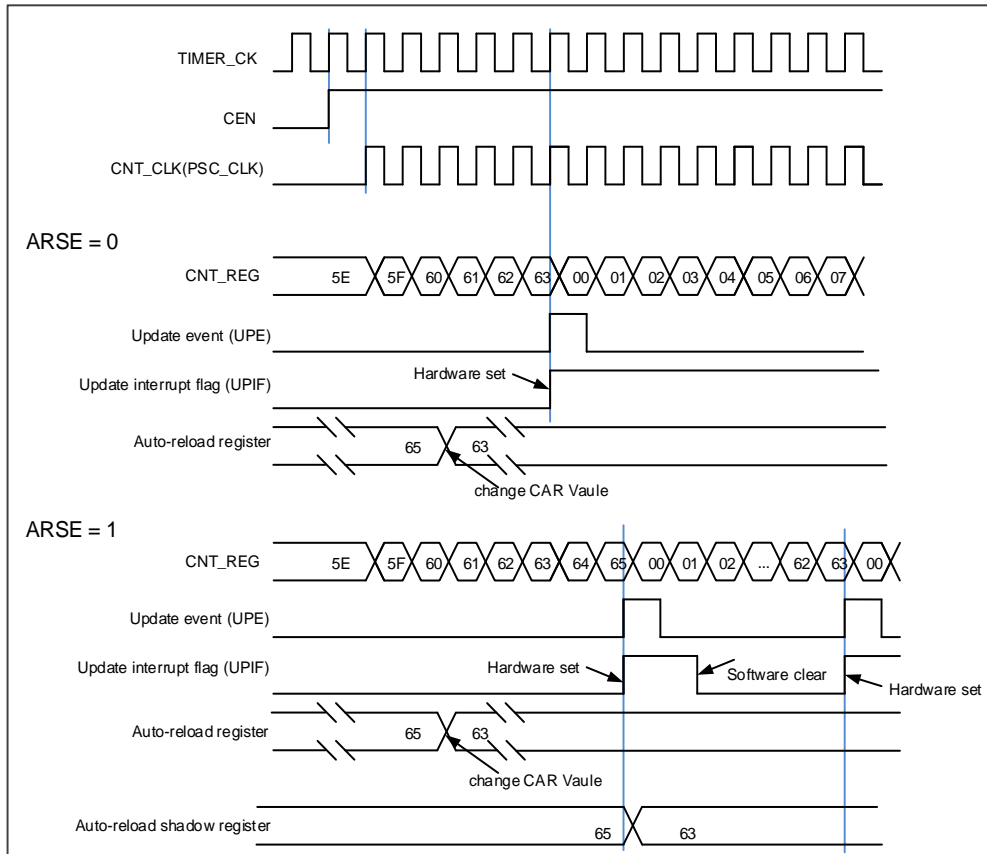 TIMER_CK
CEN
CNT_CLK(PSC_CLK)
ARSE = 0
CNT_REG 5E 5F 60 61 62 63 00 01 02 03 04 05 06 07
Update event (UPE)
Update interrupt flag (UPIF) Hardware set
Auto-reload register 65 63
change CAR Vaule
ARSE = 1
CNT_REG 5E 5F 60 61 62 63 64 65 00 01 02 ... 62 63 00
Update event (UPE)
Update interrupt flag (UPIF) Hardware set Software clear Hardware set
Auto-reload register 65 63
change CAR Vaule
Auto-reload shadow register 65 63